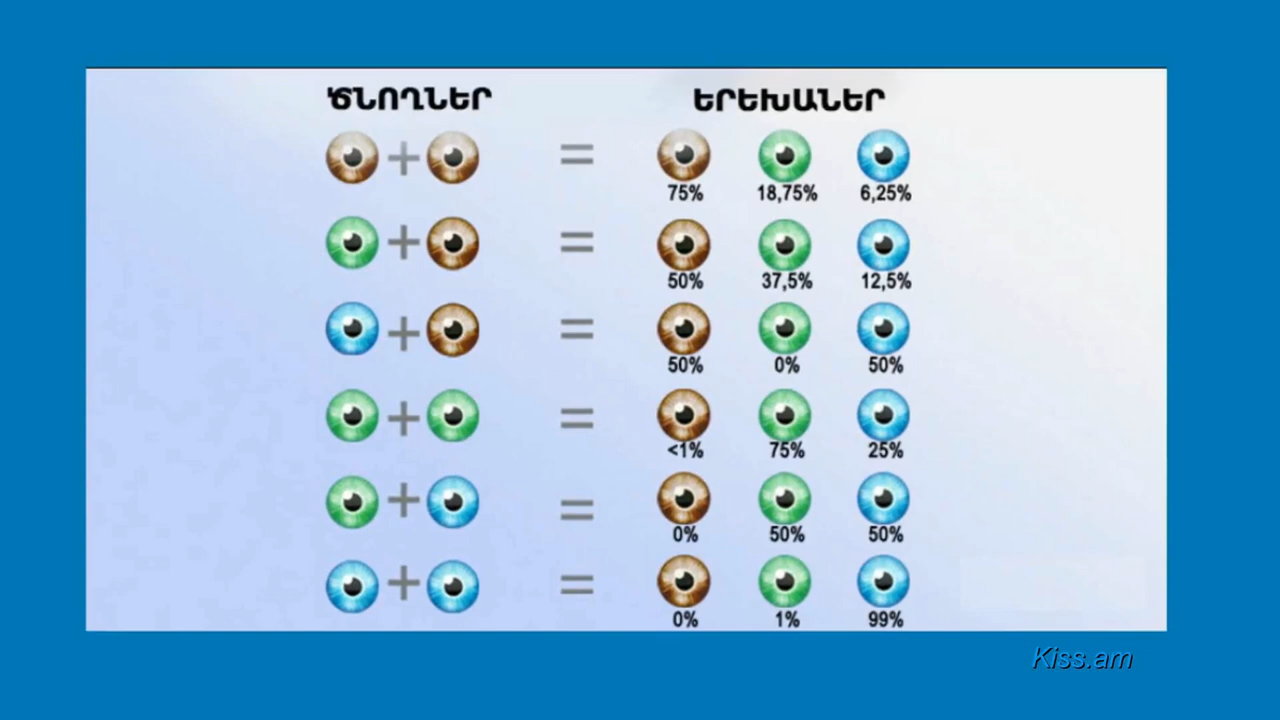 ԾՆՈՂՆԵՐ ԵՐԵԽԱՆԵՐ
+ = 75% 18,75% 6,25%
+ = 50% 37,5% 12,5%
+ = 50% 0% 50%
+ = <1% 75% 25%
+ = 0% 50% 50%
+ = 0% 1% 99%
Kiss.am